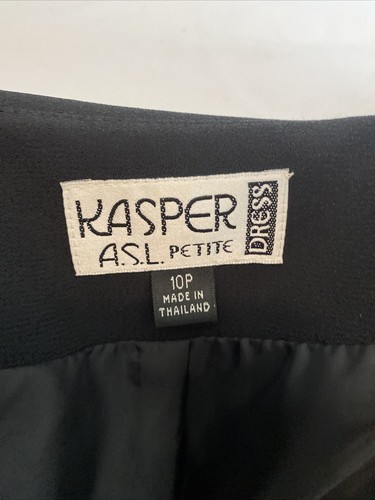 KASPER
A.S.L. PETITE
DRESS
10P
MADE IN
THAILAND